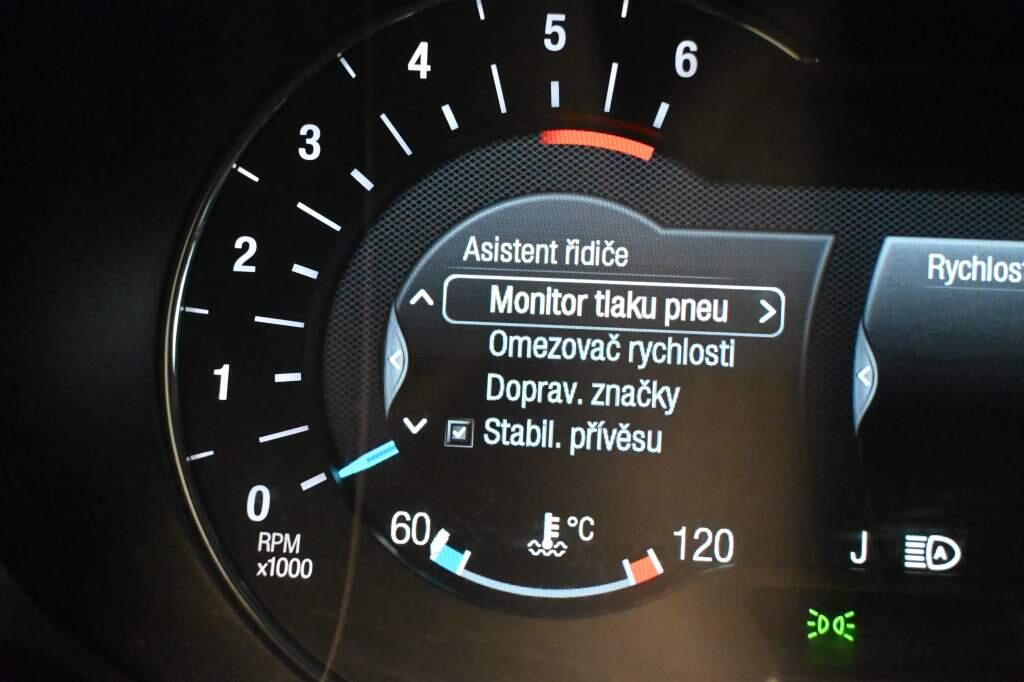 6
5
4
3
2
1
0
RPM
x1000
Asistent řidiče
Monitor tlaku pneu
Omezovač rychlosti
Doprav. značky
Stabil. přívěsu
60
°C
120
J
A